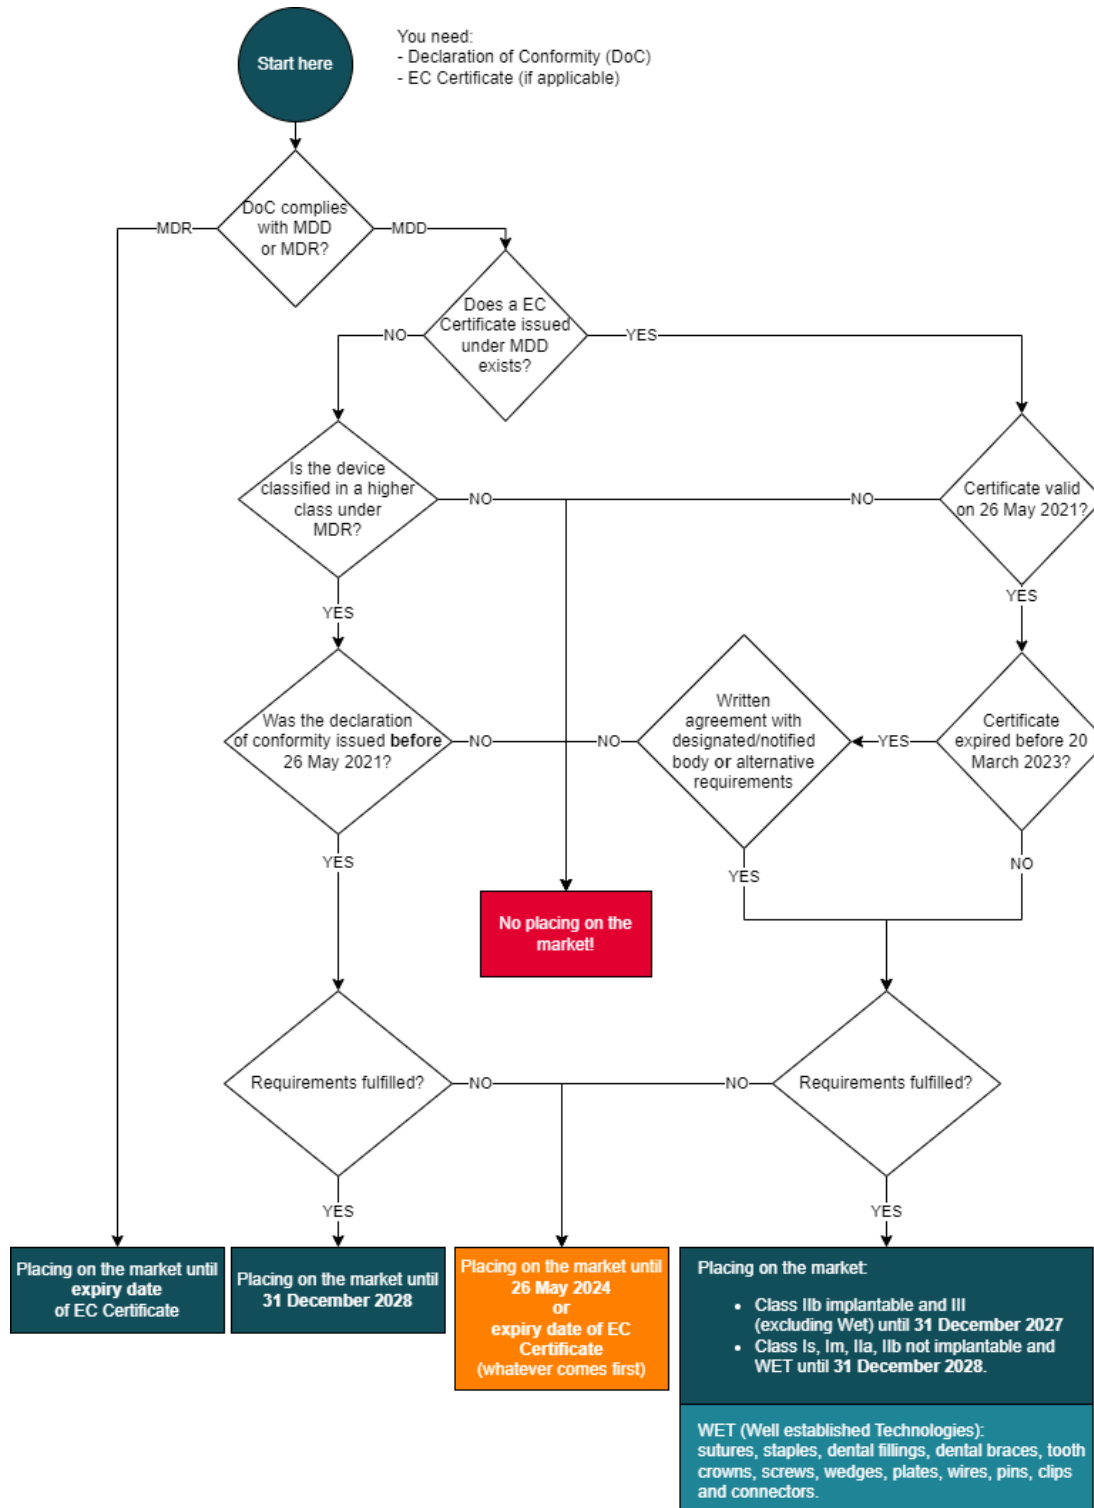 You need:
- Declaration of Conformity (DoC)
- EC Certificate (if applicable)
Start here
DoC complies
with MDD
or MDR?
MDR
MDD
Does a EC
Certificate issued
under MDD
exists?
NO
YES
Is the device
classified in a higher
class under
MDR?
NO
NO
Certificate valid
on 26 May 2021?
YES
YES
Was the declaration
of conformity issued before
26 May 2021?
NO
NO
Written
agreement with
designated/notified
body or alternative
requirements
YES
Certificate
expired before 20
March 2023?
YES
YES
NO
No placing on the
market!
Requirements fulfilled?
NO
NO
Requirements fulfilled?
YES
YES
Placing on the market until
expiry date
of EC Certificate
Placing on the market until
31 December 2028
Placing on the market until
26 May 2024
or
expiry date of EC
Certificate
(whatever comes first)
Placing on the market:
• Class IIb implantable and III
(excluding Wet) until 31 December 2027
• Class Is, Im, IIa, IIb not implantable and
WET until 31 December 2028.
WET (Well established Technologies):
sutures, staples, dental fillings, dental braces, tooth
crowns, screws, wedges, plates, wires, pins, clips
and connectors.